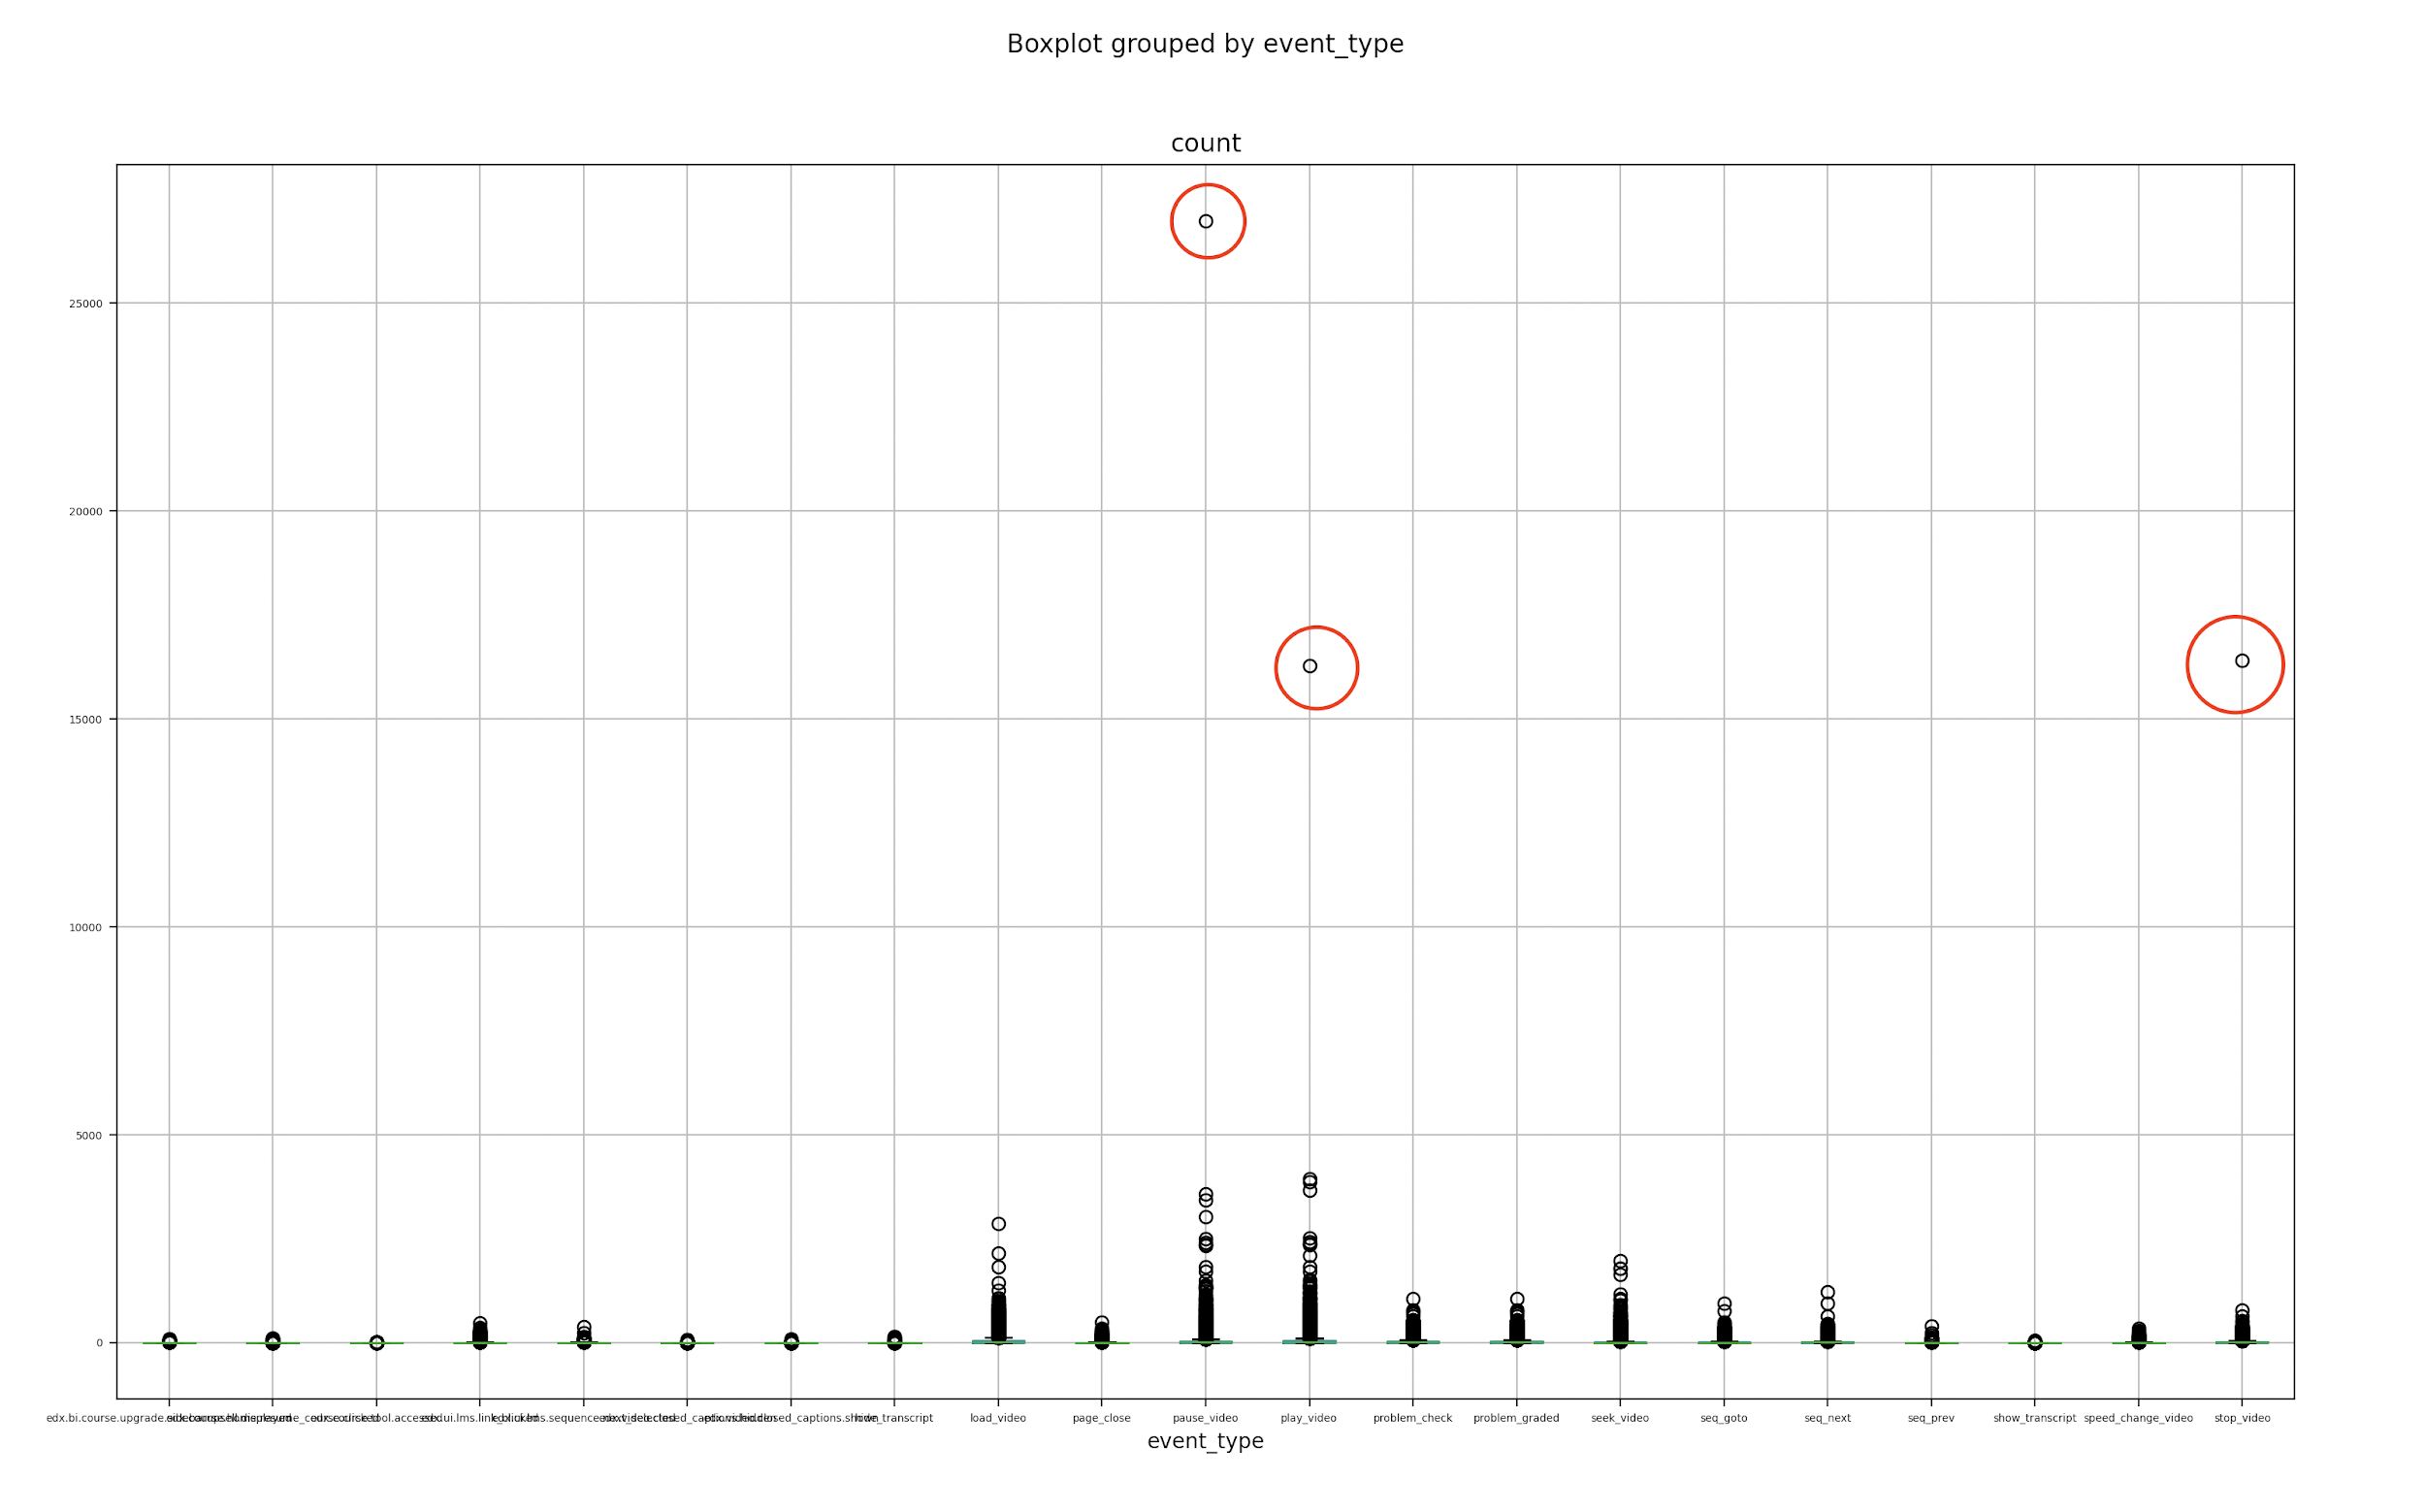 Boxplot grouped by event_type
count
25000
20000
15000
10000
5000
0
hide_transcript load_video page_close pause_video play_video problem_check problem_graded seek_video seq_goto seq_next seq_prev show_transcript speed_change_video stop_video
event_type